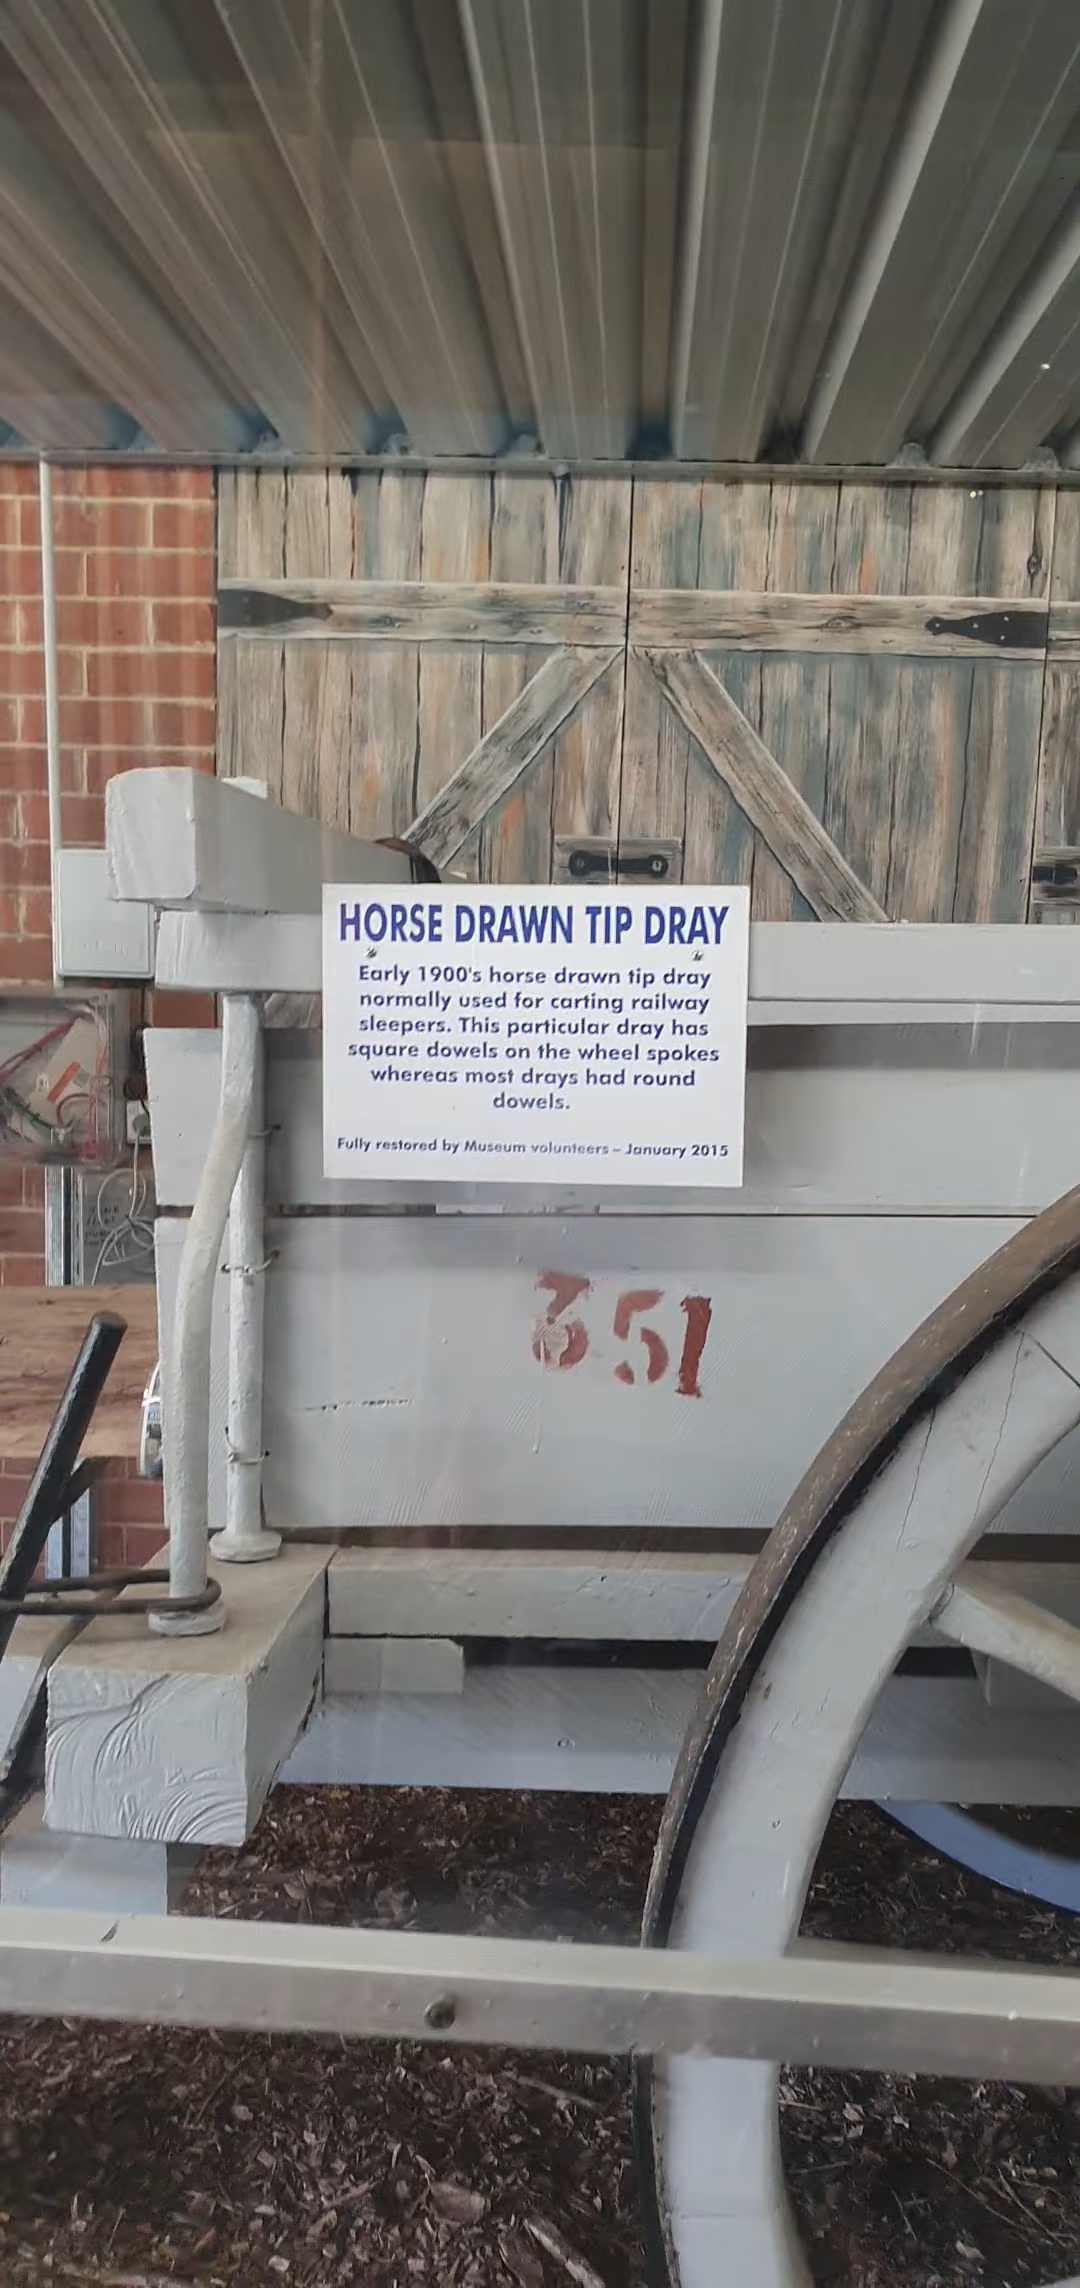 HORSE DRAWN TIP DRAY
Early 1900's horse drawn tip dray
normally used for carting railway
sleepers. This particular dray has
square dowels on the wheel spokes
whereas most drays had round
dowels.
Fully restored by Museum volunteers – January 2015
351